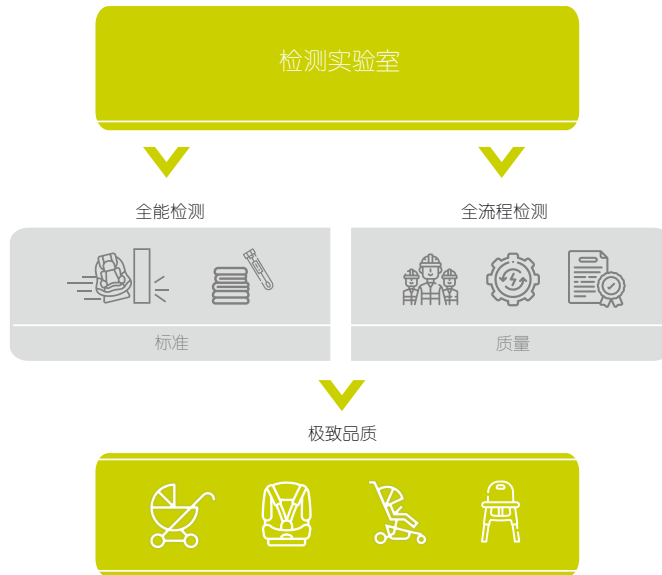 检测实验室
全能检测
全流程检测
标准
质量
极致品质